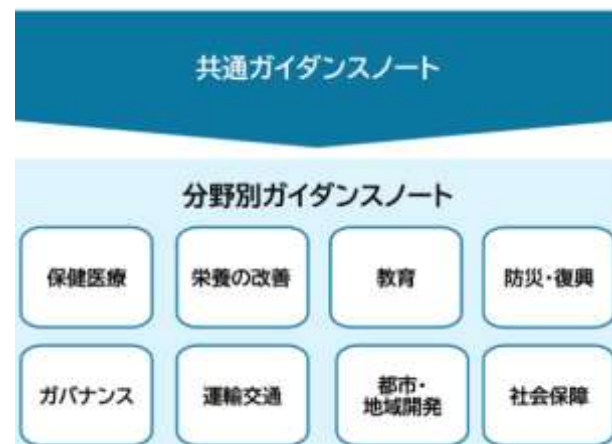 共通ガイダンスノート
分野別ガイダンスノート
保健医療
栄養の改善
教育
防災・復興
ガバナンス
運輸交通
都市・
地域開発
社会保障